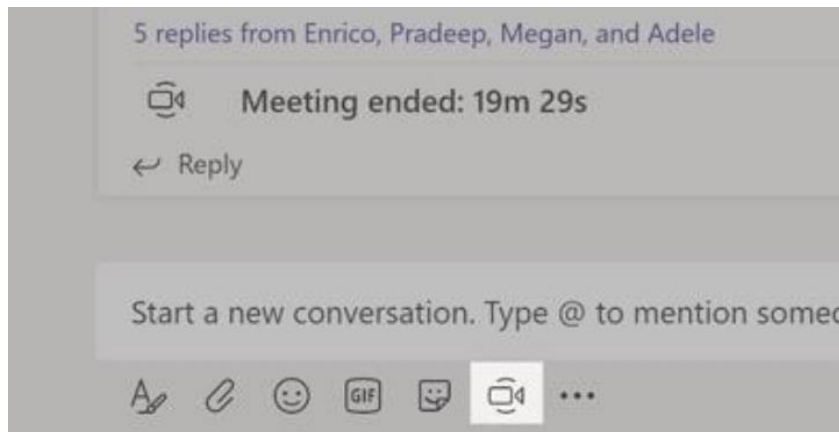 5 replies from Enrico, Pradeep, Megan, and Adele
Meeting ended: 19m 29s
Reply
Start a new conversation. Type @ to mention
GIF